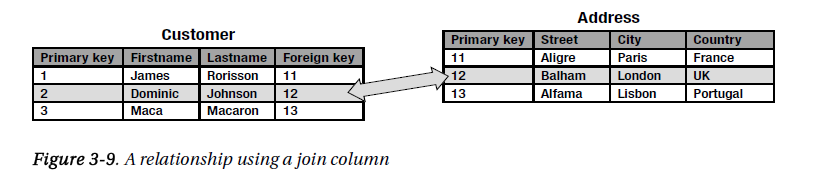 Customer
Primary key Firstname Lastname Foreign key
1 James Rorisson 11
2 Dominic Johnson 12
3 Maca Macaron 13
Address
Primary key Street City Country
11 Aligre Paris France
12 Balham London UK
13 Alfama Lisbon Portugal
Figure 3-9. A relationship using a join column